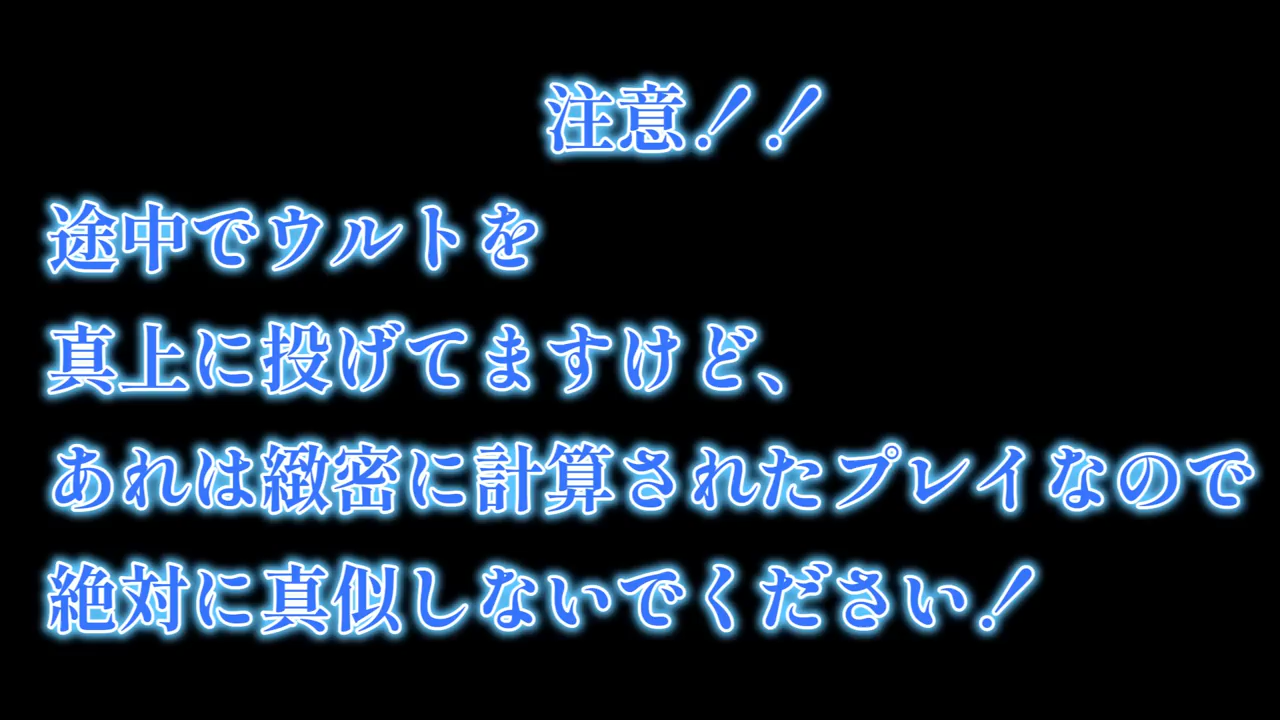 注意！！
途中でウルトを
真上に投げてますけど、
あれは緻密に計算されたプレイなので
絶対に真似しないでください！